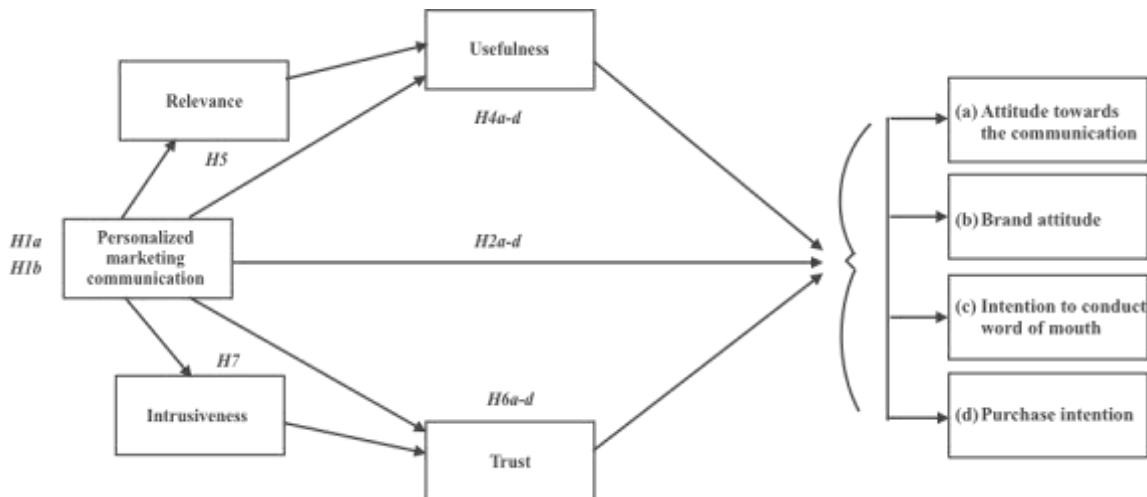 Usefulness
Relevance
H4a-d
H5
(a) Attitude towards
the communication
H1a
H1b
Personalized
marketing
communication
H2a-d
(b) Brand attitude
(c) Intention to conduct
word of mouth
H7
Intrusiveness
H6a-d
Trust
(d) Purchase intention